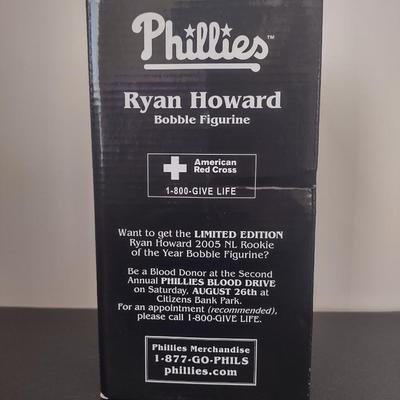 Phillies™
Ryan Howard
Bobble Figurine
American
Red Cross
1-800-GIVE LIFE
Want to get the LIMITED EDITION
Ryan Howard 2005 NL Rookie
of the Year Bobble Figurine?
Be a Blood Donor at the Second
Annual PHILLIES BLOOD DRIVE
on Saturday, AUGUST 26th at
Citizens Bank Park.
For an appointment (recommended),
please call 1-800-GIVE LIFE.
Phillies Merchandise
1-877-GO-PHILS
phillies.com